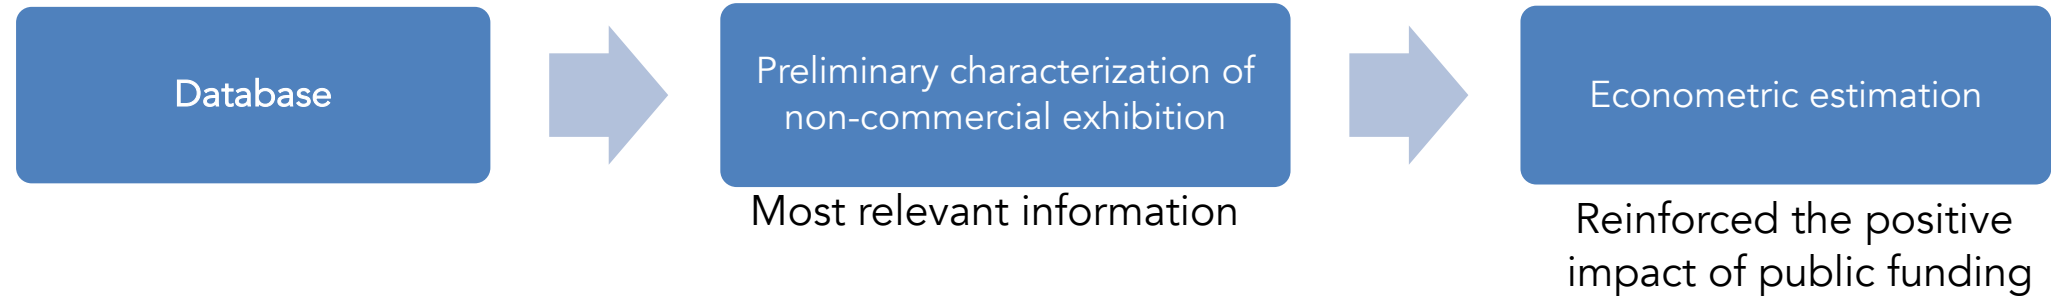 Database
Preliminary characterization of
non-commercial exhibition
Most relevant information
Econometric estimation
Reinforced the positive
impact of public funding